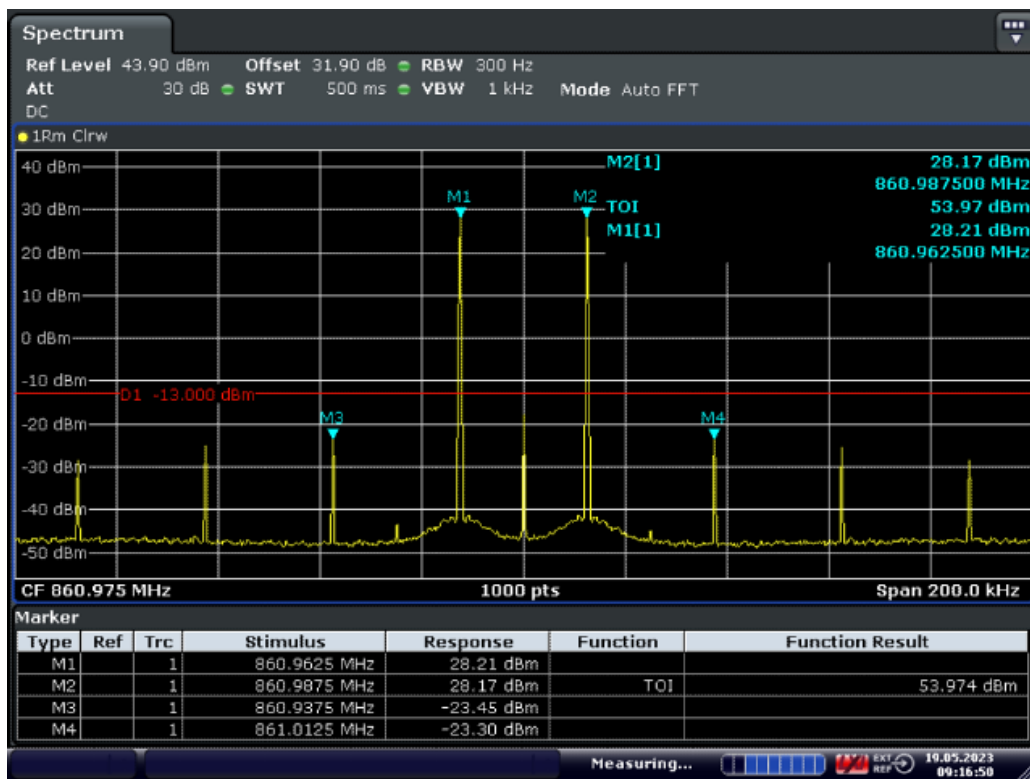 Spectrum
Ref Level 43.90 dBm Offset 31.90 dB RBW 300 Hz
Att 30 dB SWT 500 ms VBW 1 kHz Mode Auto FFT
DC
1Rm Clrw
M2[1] 28.17 dBm
860.987500 MHz
TOI 53.97 dBm
M1[1] 28.21 dBm
860.962500 MHz
40 dBm
M1 M2
30 dBm
20 dBm
10 dBm
0 dBm
-10 dBm
D1 -13.000 dBm
M3 M4
-20 dBm
-30 dBm
-40 dBm
-50 dBm
CF 860.975 MHz 1000 pts Span 200.0 kHz
Marker
Type Ref Trc Stimulus Response Function Function Result
M1 1 860.9625 MHz 28.21 dBm
M2 1 860.9875 MHz 28.17 dBm TOI 53.974 dBm
M3 1 860.9375 MHz -23.45 dBm
M4 1 861.0125 MHz -23.30 dBm
Measuring... EXT REF 19.05.2023
09:16:50